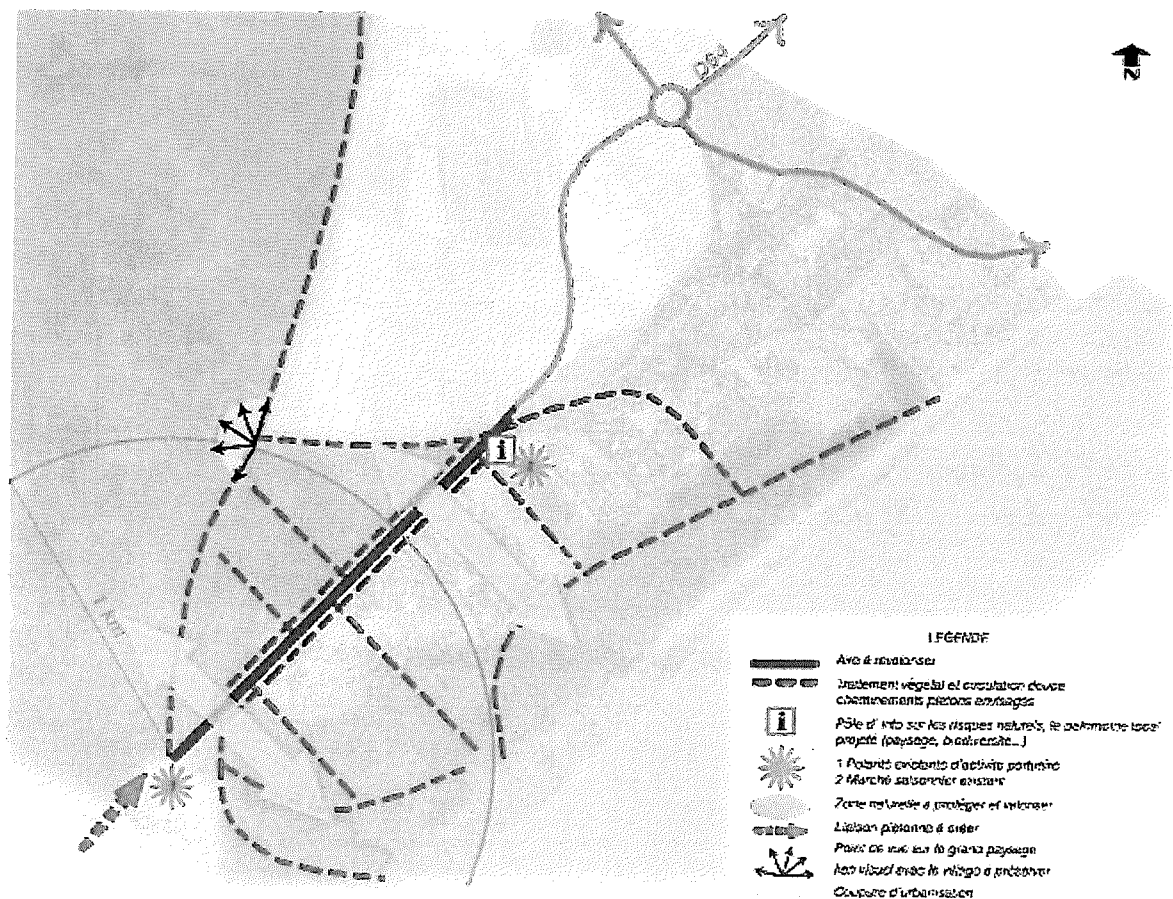 N
D94
1 km
i
LEGENDE
Axe à revaloriser
Traitement végétal et circulation douce
cheminements piétons envisagés
i
Pôle d'info sur les risques naturels, le patrimoine local
projeté (paysage, biodiversité...)
1 Polarité existante d'activité portuaire
2 Marché saisonnier existant
Zone naturelle à protéger et valoriser
Liaison piétonne à créer
Point de vue sur le grand paysage
lien visuel avec le village à préserver
Coupure d'urbanisation